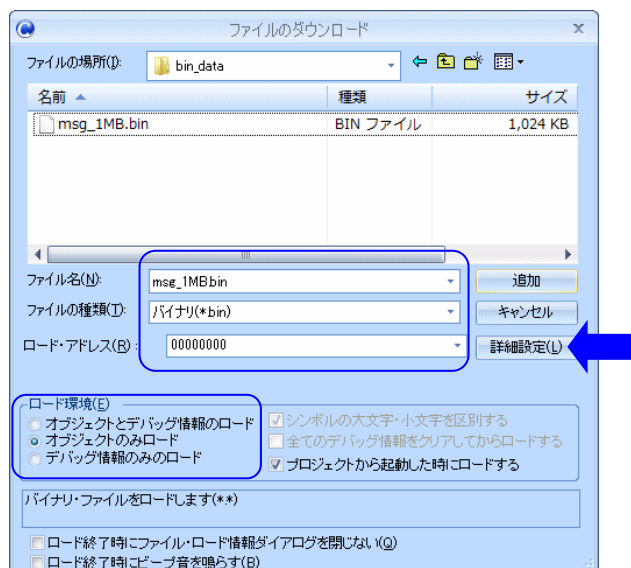 ファイルのダウンロード x
ファイルの場所(I): bin_data
名前 種類 サイズ
msg_1MB.bin BIN ファイル 1,024 KB
ファイル名(N): msg_1MB.bin 追加
ファイルの種類(T): バイナリ(*.bin) キャンセル
ロード・アドレス(R) : 00000000 詳細設定(L)
ロード環境(E)
オブジェクトとデバッグ情報のロード シンボルの大文字・小文字を区別する
オブジェクトのみロード 全てのデバッグ情報をクリアしてからロードする
デバッグ情報のみのロード プロジェクトから起動した時にロードする
バイナリ・ファイルをロードします(*.*)
ロード終了時にファイル・ロード情報ダイアログを閉じない(Q)
ロード終了時にビープ音を鳴らす(B)